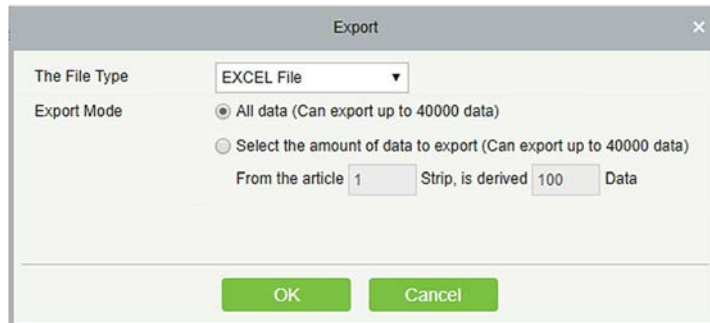 Export
The File Type EXCEL File
Export Mode All data (Can export up to 40000 data)
Select the amount of data to export (Can export up to 40000 data)
From the article 1 Strip, is derived 100 Data
OK Cancel